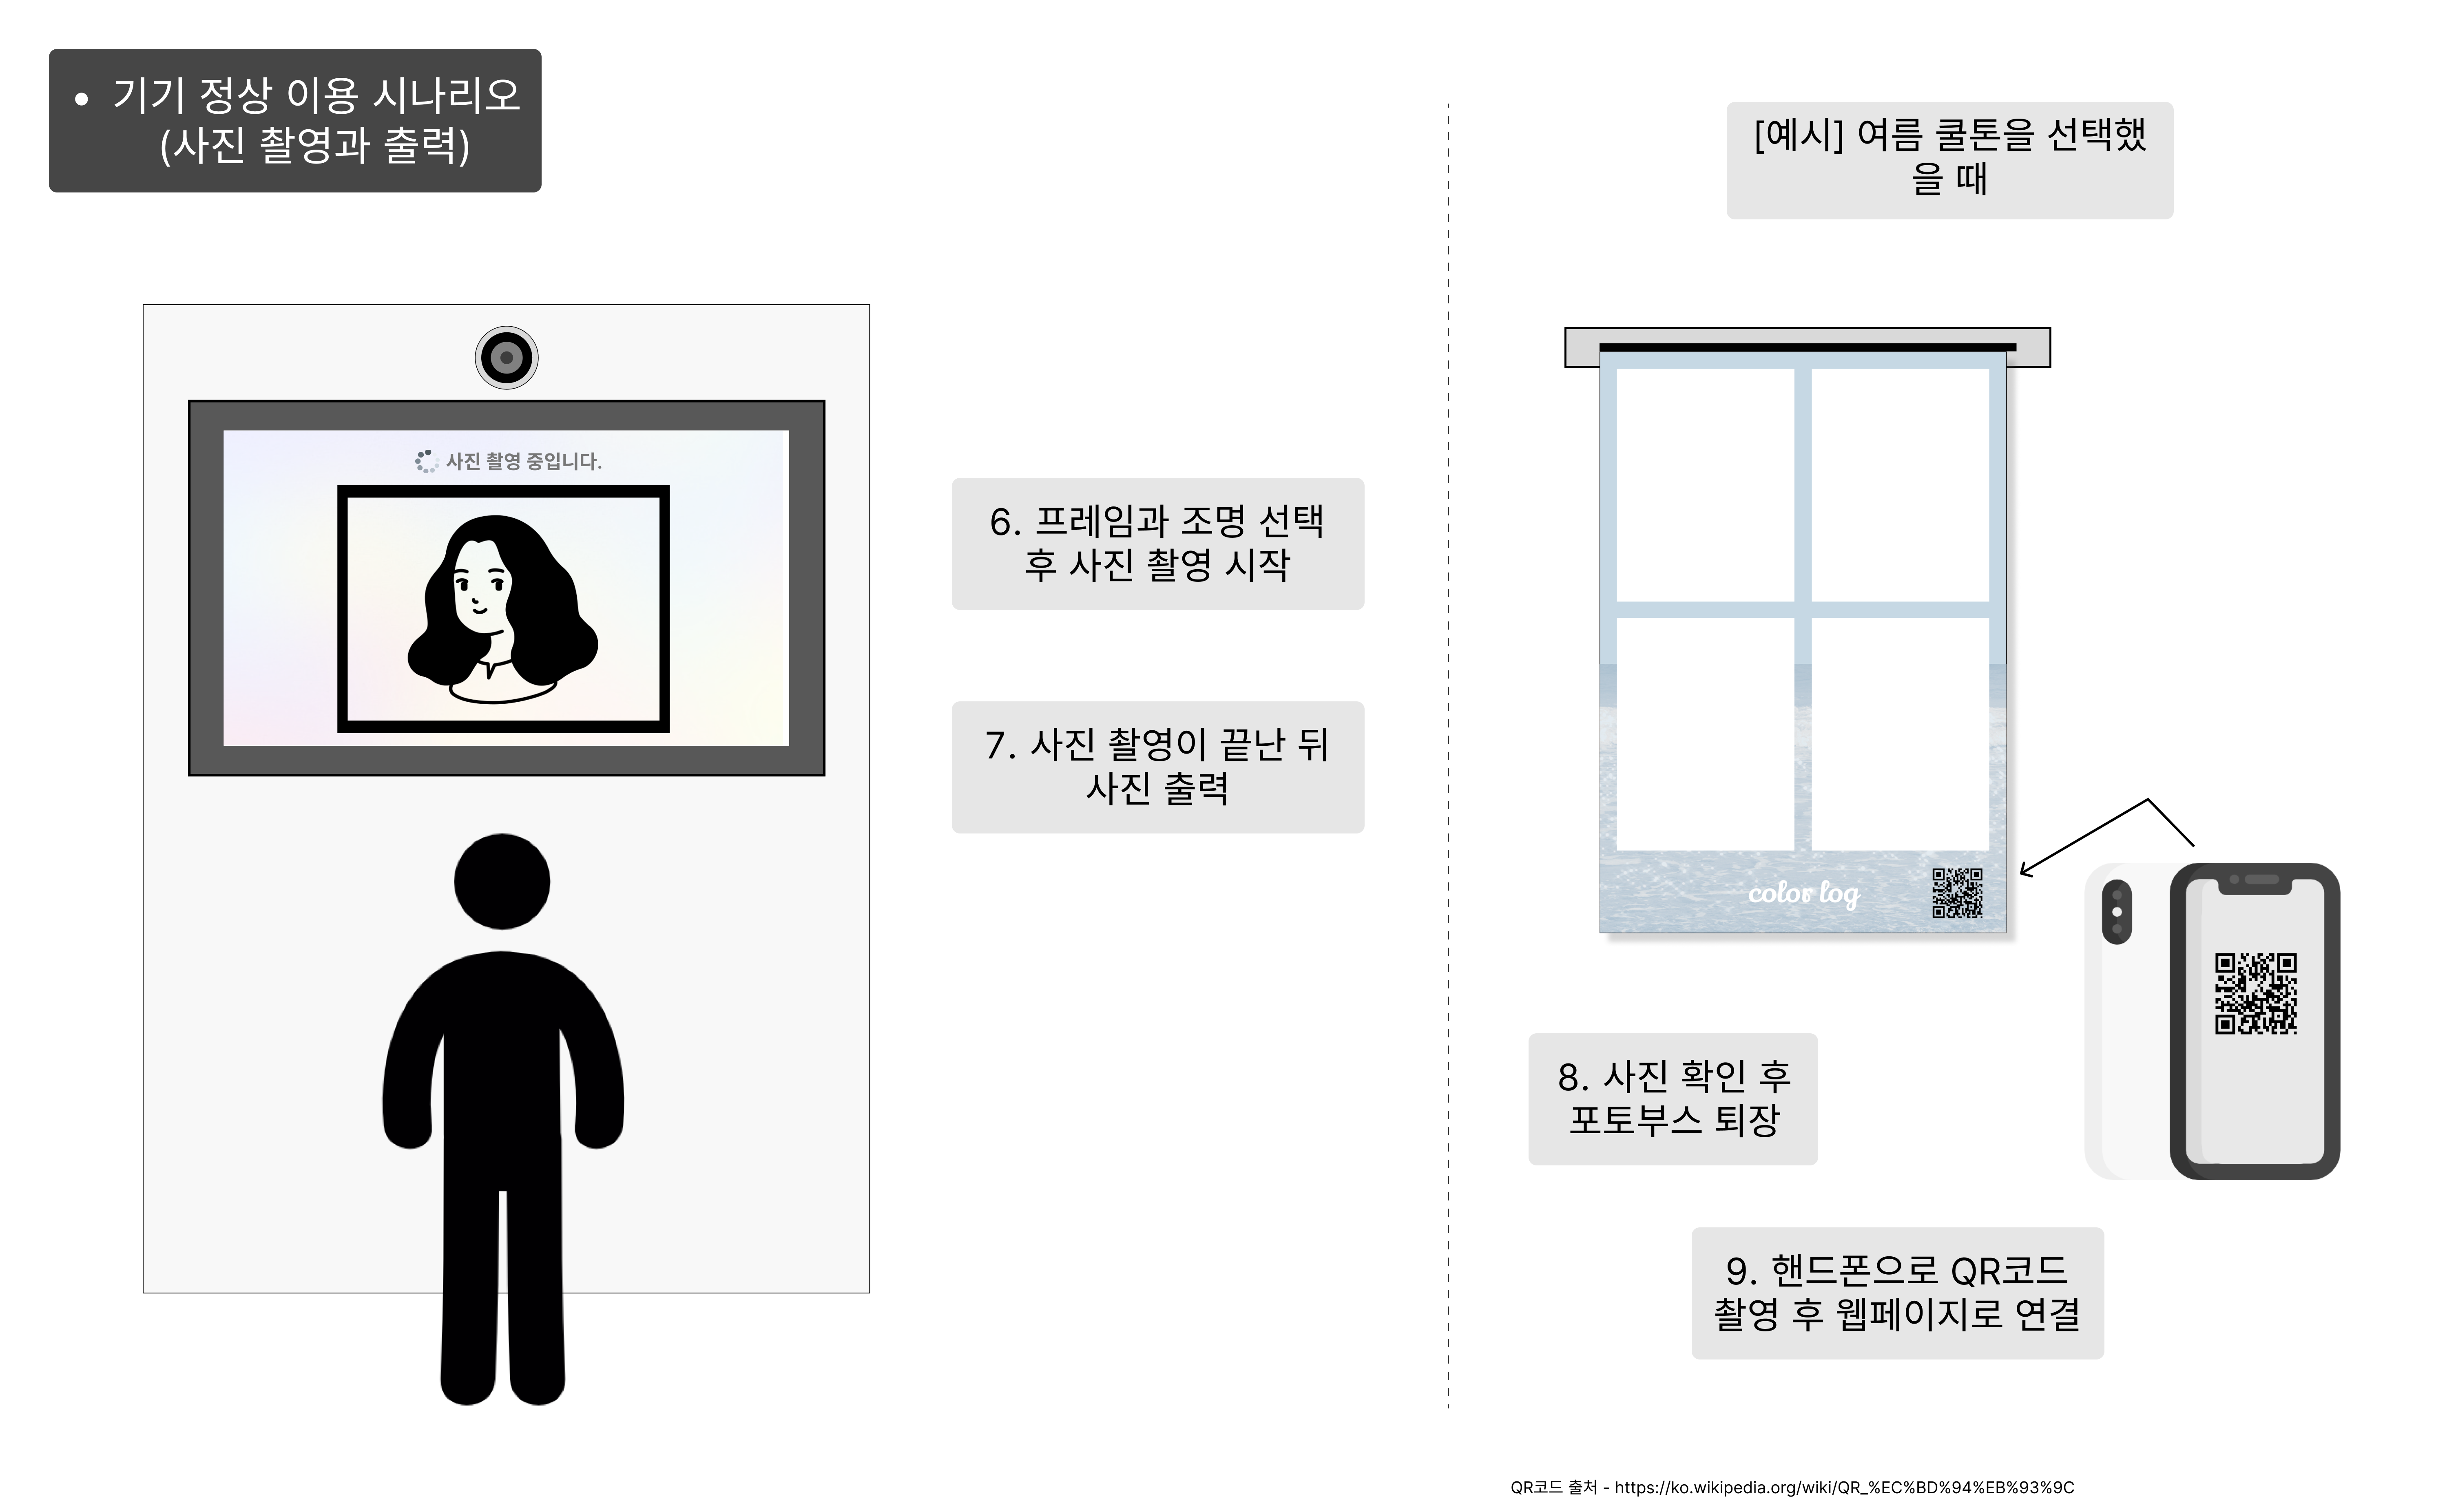 • 기기 정상 이용 시나리오
(사진 촬영과 출력)
사진 촬영 중입니다.
6. 프레임과 조명 선택
후 사진 촬영 시작
7. 사진 촬영이 끝난 뒤
사진 출력
[예시] 여름 쿨톤을 선택했
을 때
color log
8. 사진 확인 후
포토부스 퇴장
9. 핸드폰으로 QR코드
촬영 후 웹페이지로 연결
QR코드 출처 - https://ko.wikipedia.org/wiki/QR_%EC%BD%94%EB%93%9C